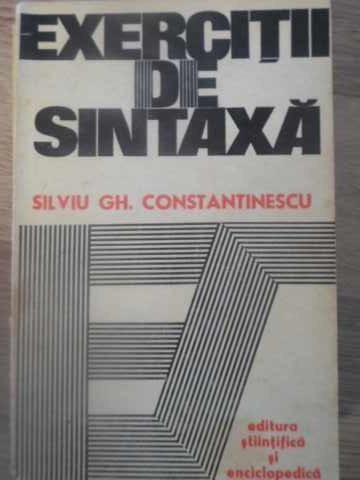 EXERCIȚII
DE
SINTAXĂ
SILVIU GH. CONSTANTINESCU
editura
științifică
și
enciclopedică